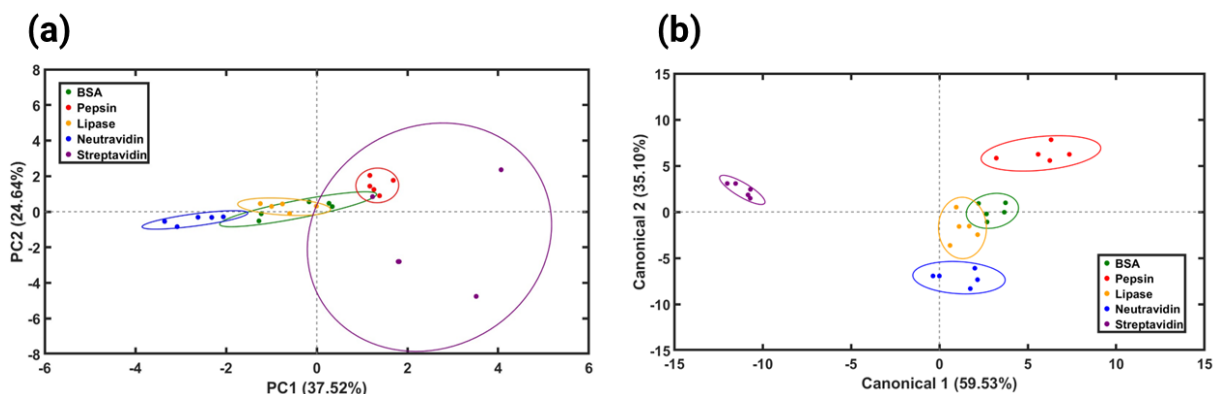 (a)
8
6
4
2
0
-2
-4
-6
-8
-6
-4
-2
0
2
4
6
PC2 (24.64%)
PC1 (37.52%)
BSA
Pepsin
Lipase
Neutravidin
Streptavidin
(b)
15
10
5
0
-5
-10
-15
-15
-10
-5
0
5
10
15
Canonical 2 (35.10%)
Canonical 1 (59.53%)
BSA
Pepsin
Lipase
Neutravidin
Streptavidin